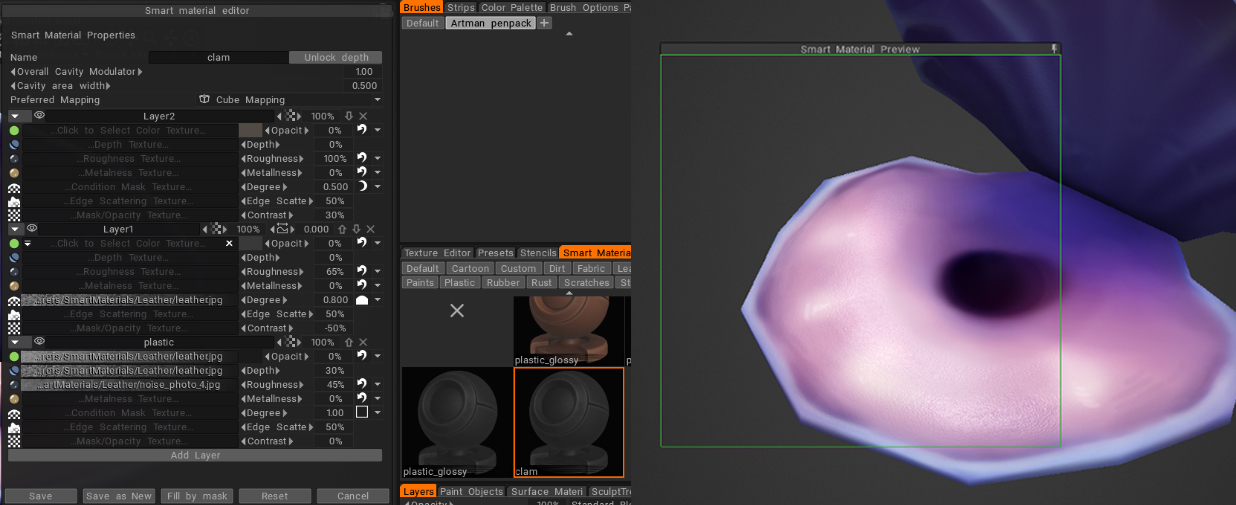 Smart material editor
Smart Material Properties
Name clam Unlock depth
Overall Cavity Modulator 1.00
Cavity area width 0.500
Preferred Mapping Cube Mapping
Layer2 100%
...Click to Select Color Texture... Opacit 0%
...Depth Texture... Depth 0%
...Roughness Texture... Roughness 100%
...Metalness Texture... Metallness 0%
...Condition Mask Texture... Degree 0.500
...Edge Scattering Texture... Edge Scatte 50%
...Mask/Opacity Texture... Contrast 30%
Layer1 100% 0.000
...Click to Select Color Texture... Opacit 0%
...Depth Texture... Depth 0%
...Roughness Texture... Roughness 65%
...Metalness Texture... Metallness 0%
...refs/SmartMaterials/Leather/leather.jpg Degree 0.800
...Edge Scattering Texture... Edge Scatte 50%
...Mask/Opacity Texture... Contrast -50%
plastic 100%
...refs/SmartMaterials/Leather/leather.jpg Opacit 0%
...refs/SmartMaterials/Leather/leather.jpg Depth 30%
...artMaterials/Leather/noise_photo_4.jpg Roughness 45%
...Metalness Texture... Metallness 0%
...Condition Mask Texture... Degree 1.00
...Edge Scattering Texture... Edge Scatte 50%
...Mask/Opacity Texture... Contrast 0%
Add Layer
Save Save as New Fill by mask Reset Cancel
Brushes Strips Color Palette Brush Options Pa
Default Artman penpack +
Texture Editor Presets Stencils Smart Materia
Default Cartoon Custom Dirt Fabric Lea
Paints Plastic Rubber Rust Scratches St
plastic_glossy p
plastic_glossy clam
Layers Paint Objects Surface Materi SculptTre
Opacity 100%
Smart Material Preview